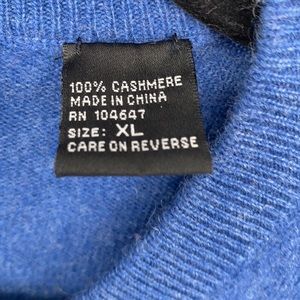 100% CASHMERE
MADE IN CHINA
RN 104647
SIZE: XL
CARE ON REVERSE